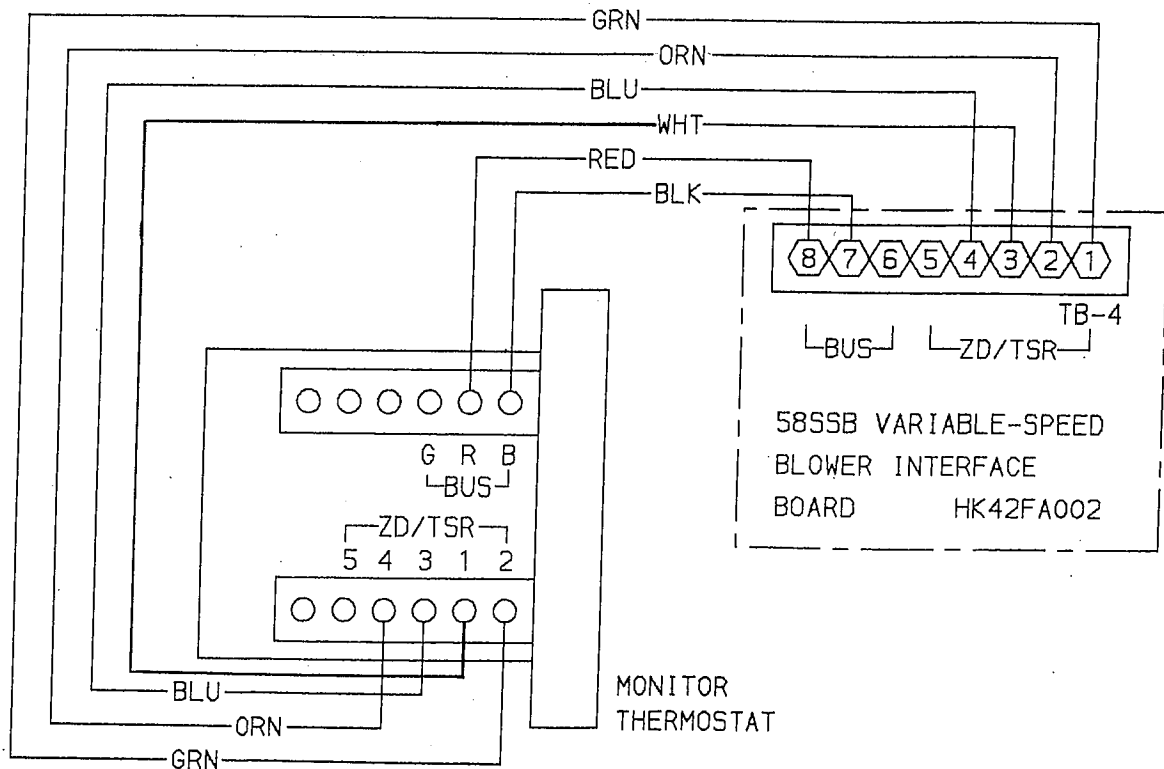 GRN
ORN
BLU
WHT
RED
BLK
8 7 6 5 4 3 2 1
TB-4
BUS ZD/TSR
58SSB VARIABLE-SPEED
BLOWER INTERFACE
BOARD HK42FA002
G R B
BUS
ZD/TSR
5 4 3 1 2
MONITOR
THERMOSTAT
BLU
ORN
GRN